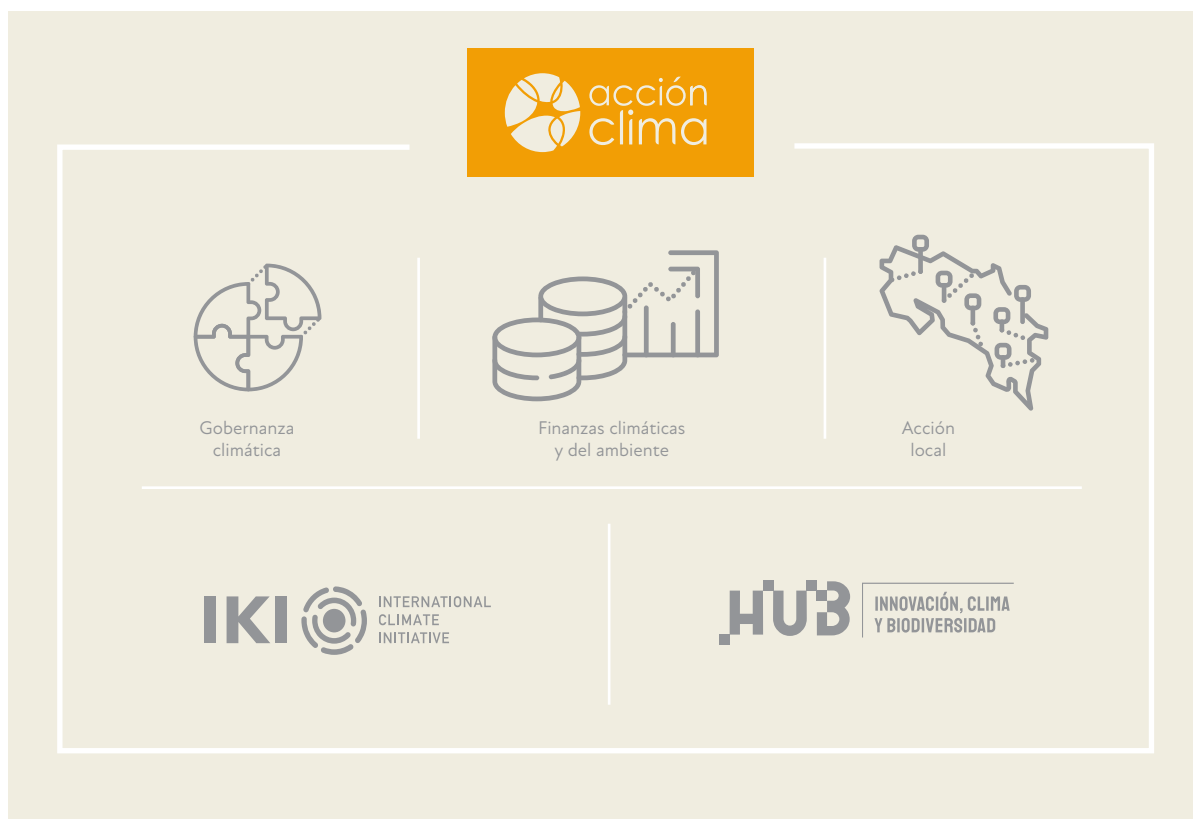 acción
clima
Gobernanza
climática
Finanzas climáticas
y del ambiente
Acción
local
IKI
INTERNATIONAL
CLIMATE
INITIATIVE
HUB
INNOVACIÓN, CLIMA
Y BIODIVERSIDAD